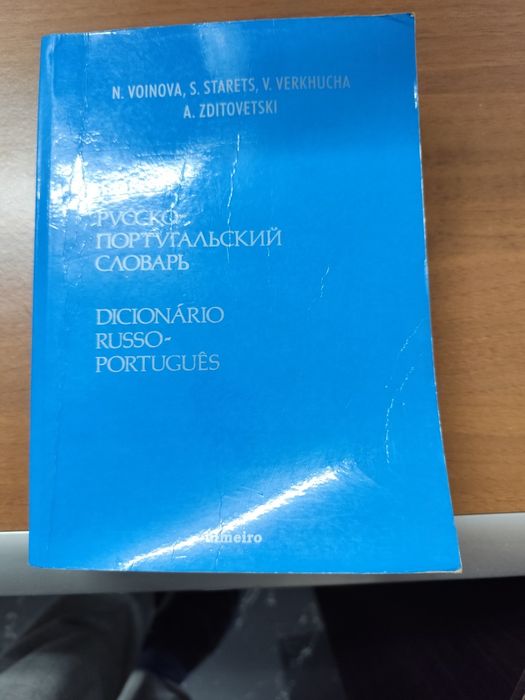 N. VOINOVA, S. STARETS, V. VERKHUCHA
A. ZDITOVETSKI
РУССКО-
ПОРТУГАЛЬСКИЙ
СЛОВАРЬ
DICIONÁRIO
RUSSO-
PORTUGUÊS